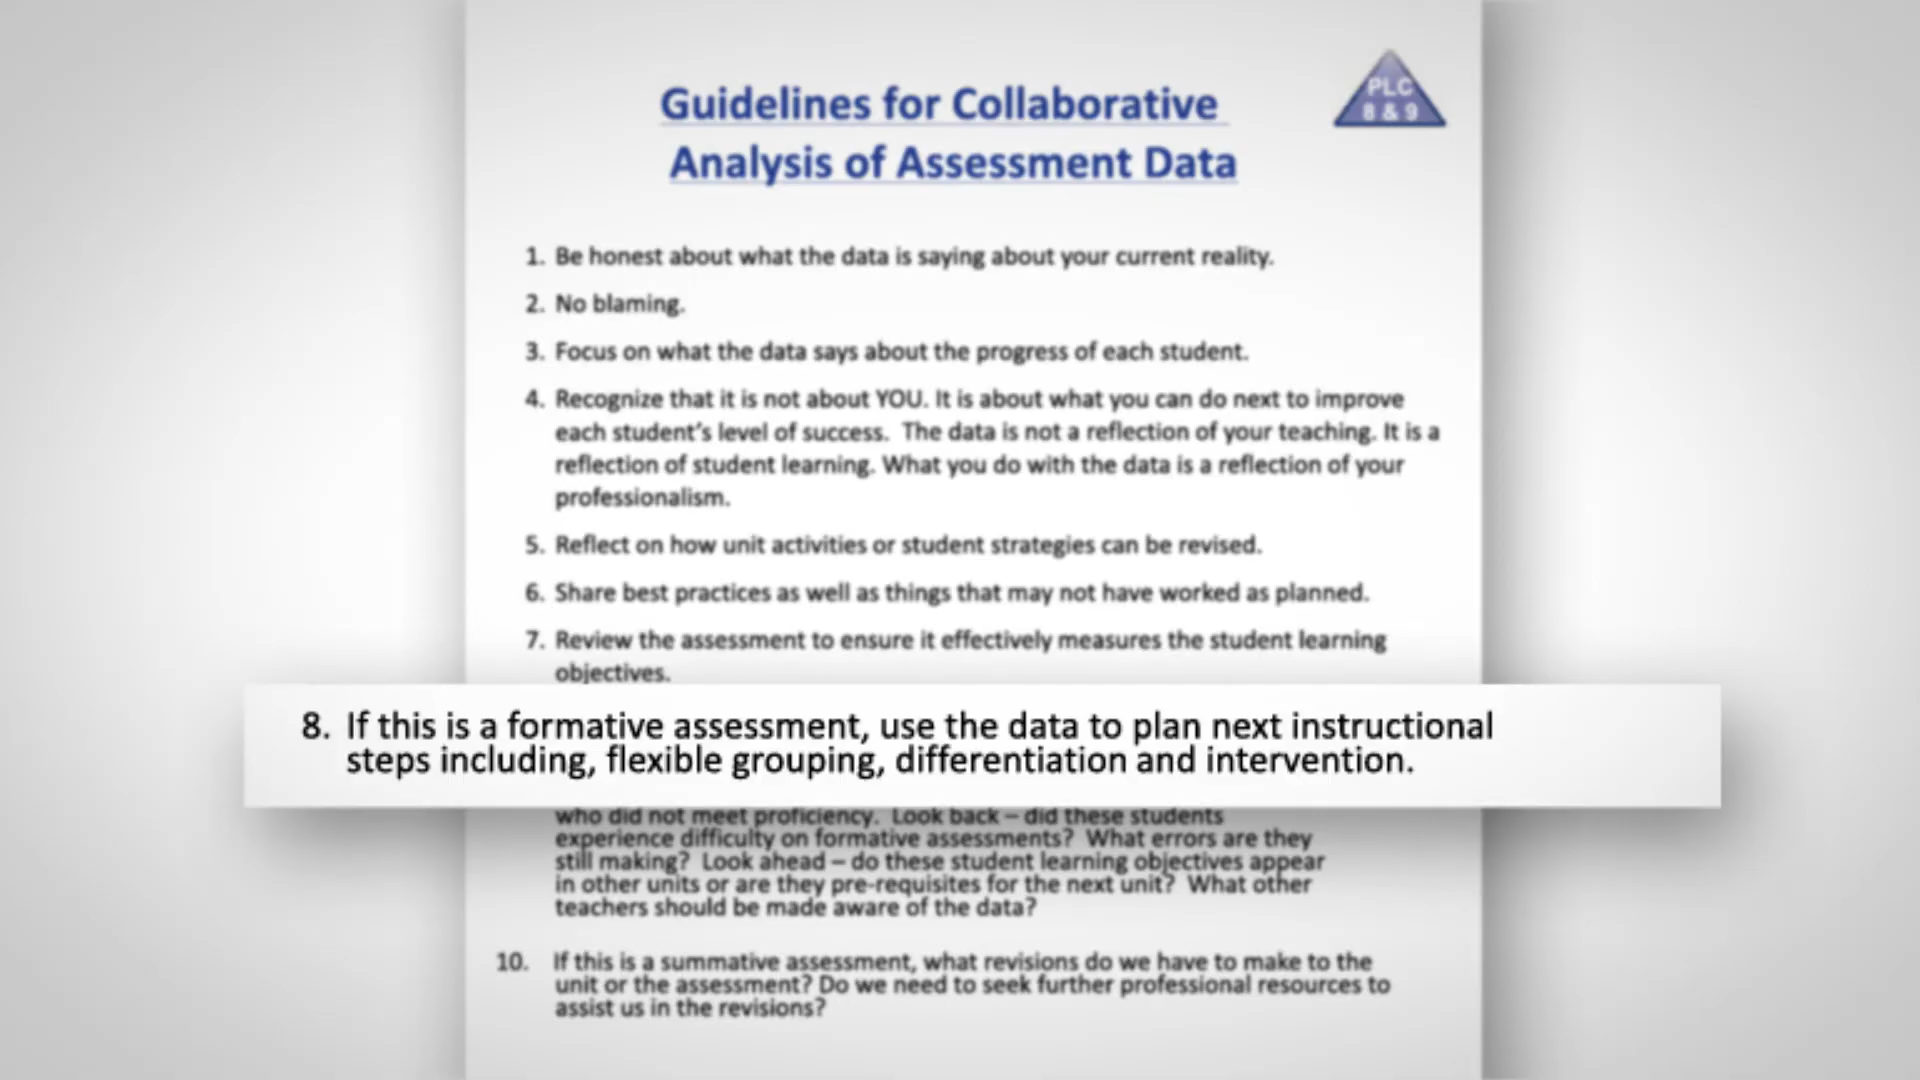 Guidelines for Collaborative
Analysis of Assessment Data
PLC
8 & 9
1. Be honest about what the data is saying about your current reality.
2. No blaming.
3. Focus on what the data says about the progress of each student.
4. Recognize that it is not about YOU. It is about what you can do next to improve
each student's level of success. The data is not a reflection of your teaching. It is a
reflection of student learning. What you do with the data is a reflection of your
professionalism.
5. Reflect on how unit activities or student strategies can be revised.
6. Share best practices as well as things that may not have worked as planned.
7. Review the assessment to ensure it effectively measures the student learning
objectives.
8. If this is a formative assessment, use the data to plan next instructional
steps including, flexible grouping, differentiation and intervention.
who did not meet proficiency. Look back – did these students
experience difficulty on formative assessments? What errors are they
still making? Look ahead – do these student learning objectives appear
in other units or are they pre-requisites for the next unit? What other
teachers should be made aware of the data?
10. If this is a summative assessment, what revisions do we have to make to the
unit or the assessment? Do we need to seek further professional resources to
assist us in the revisions?